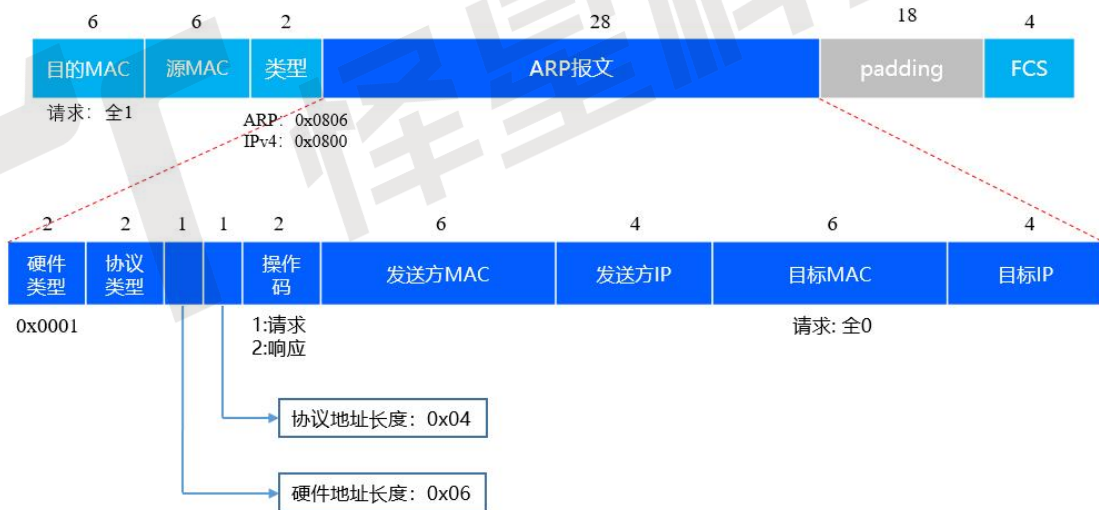 6 6 2 28 18 4
目的MAC 源MAC 类型 ARP报文 padding FCS
请求：全1
ARP：0x0806
IPv4：0x0800
2 2 1 1 2 6 4 6 4
硬件类型 协议类型 操作码 发送方MAC 发送方IP 目标MAC 目标IP
0x0001
1:请求
2:响应
请求: 全0
协议地址长度：0x04
硬件地址长度：0x06